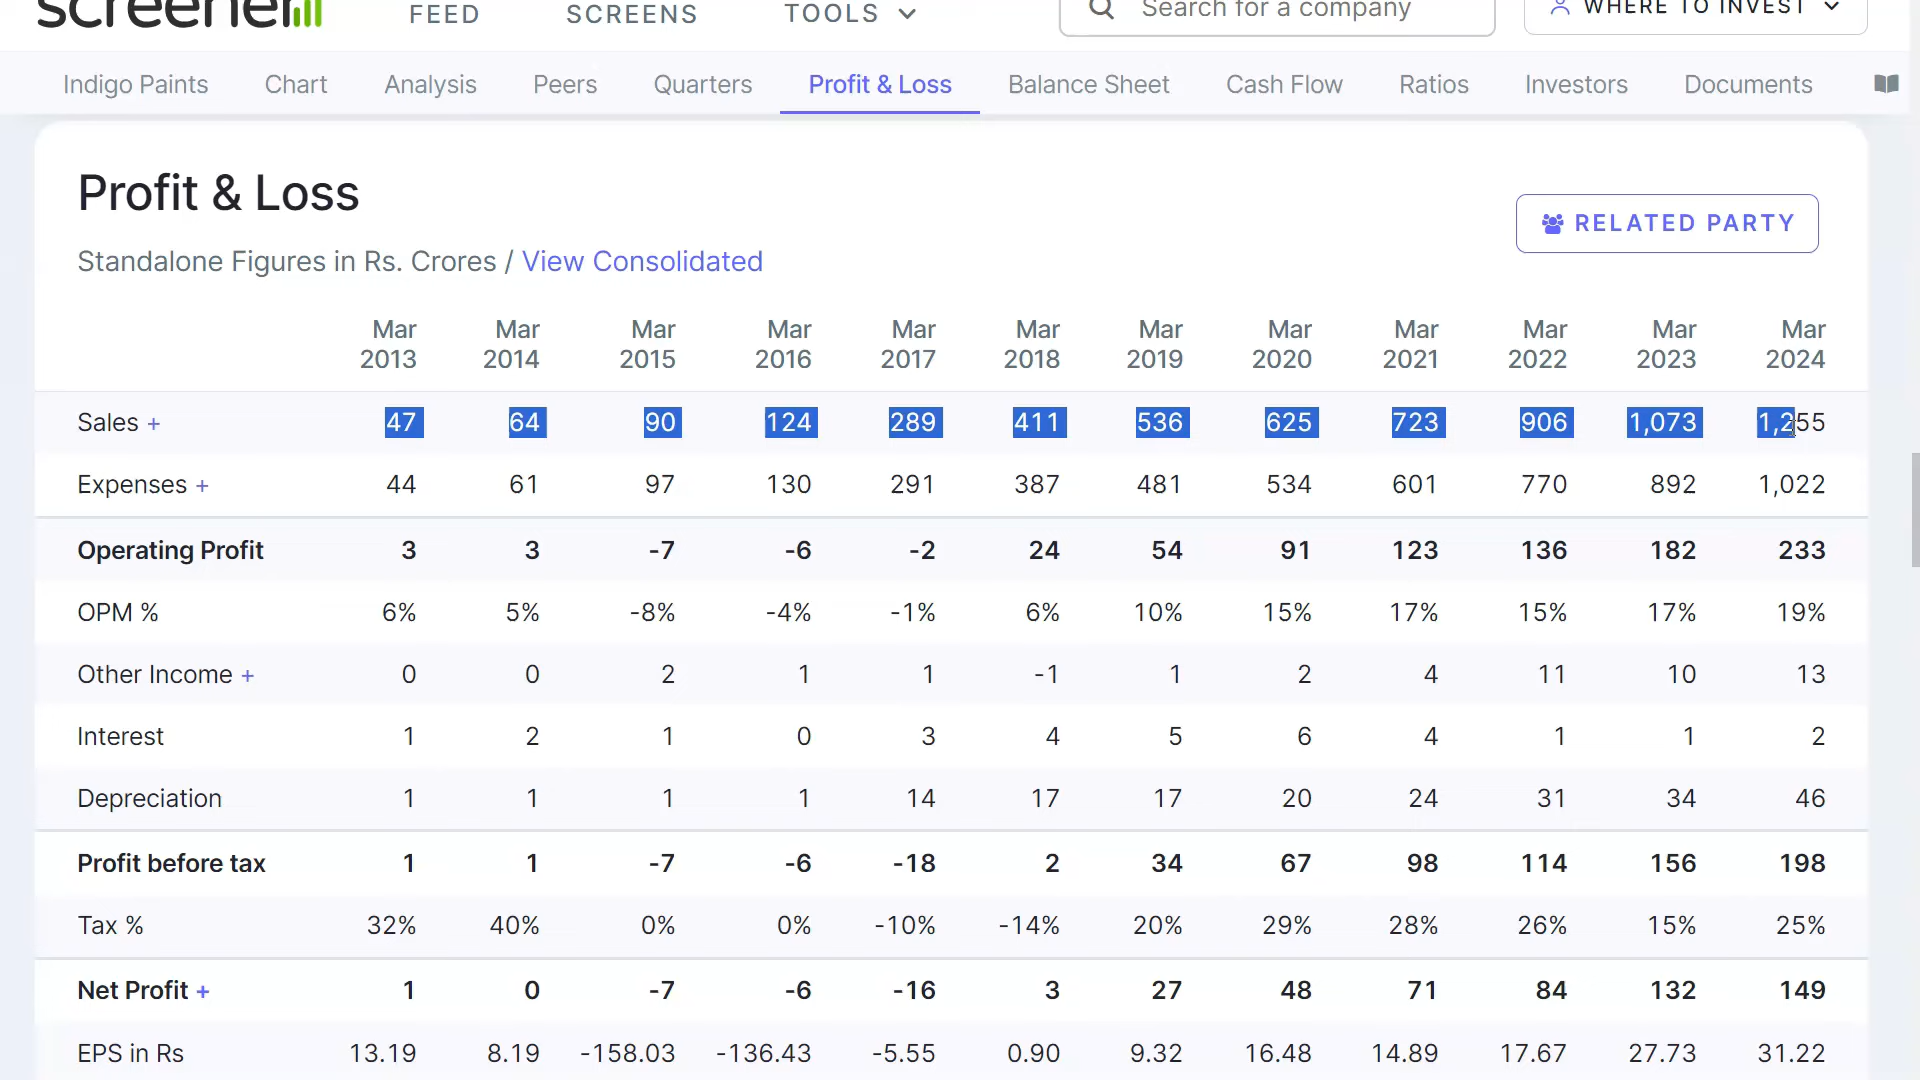 screener
FEED
SCREENS
TOOLS
Search for a company
WHERE TO INVEST
Indigo Paints Chart Analysis Peers Quarters Profit & Loss Balance Sheet Cash Flow Ratios Investors Documents
Profit & Loss
RELATED PARTY
Standalone Figures in Rs. Crores / View Consolidated
Mar 2013 Mar 2014 Mar 2015 Mar 2016 Mar 2017 Mar 2018 Mar 2019 Mar 2020 Mar 2021 Mar 2022 Mar 2023 Mar 2024
Sales + 47 64 90 124 289 411 536 625 723 906 1,073 1,255
Expenses + 44 61 97 130 291 387 481 534 601 770 892 1,022
Operating Profit 3 3 -7 -6 -2 24 54 91 123 136 182 233
OPM % 6% 5% -8% -4% -1% 6% 10% 15% 17% 15% 17% 19%
Other Income + 0 0 2 1 1 -1 1 2 4 11 10 13
Interest 1 2 1 0 3 4 5 6 4 1 1 2
Depreciation 1 1 1 1 14 17 17 20 24 31 34 46
Profit before tax 1 1 -7 -6 -18 2 34 67 98 114 156 198
Tax % 32% 40% 0% 0% -10% -14% 20% 29% 28% 26% 15% 25%
Net Profit + 1 0 -7 -6 -16 3 27 48 71 84 132 149
EPS in Rs 13.19 8.19 -158.03 -136.43 -5.55 0.90 9.32 16.48 14.89 17.67 27.73 31.22